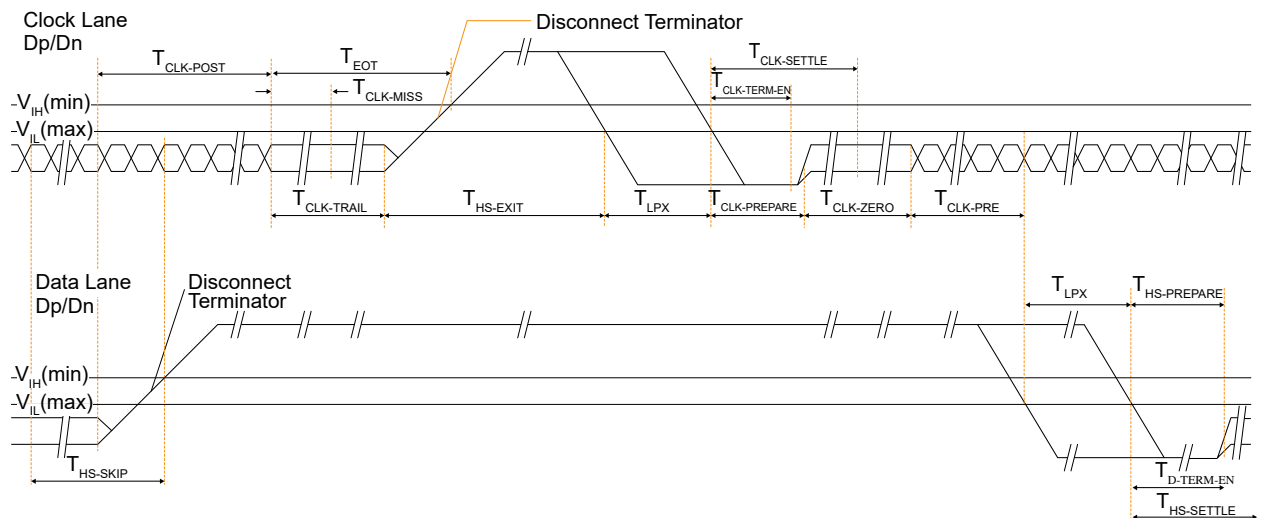 Clock Lane
Dp/Dn
Disconnect Terminator
TCLK-POST
TEOT
TCLK-SETTLE
TCLK-MISS
TCLK-TERM-EN
VIH(min)
VIL(max)
TCLK-TRAIL
THS-EXIT
TLPX
TCLK-PREPARE
TCLK-ZERO
TCLK-PRE
Data Lane
Dp/Dn
Disconnect
Terminator
TLPX
THS-PREPARE
VIH(min)
VIL(max)
THS-SKIP
TD-TERM-EN
THS-SETTLE